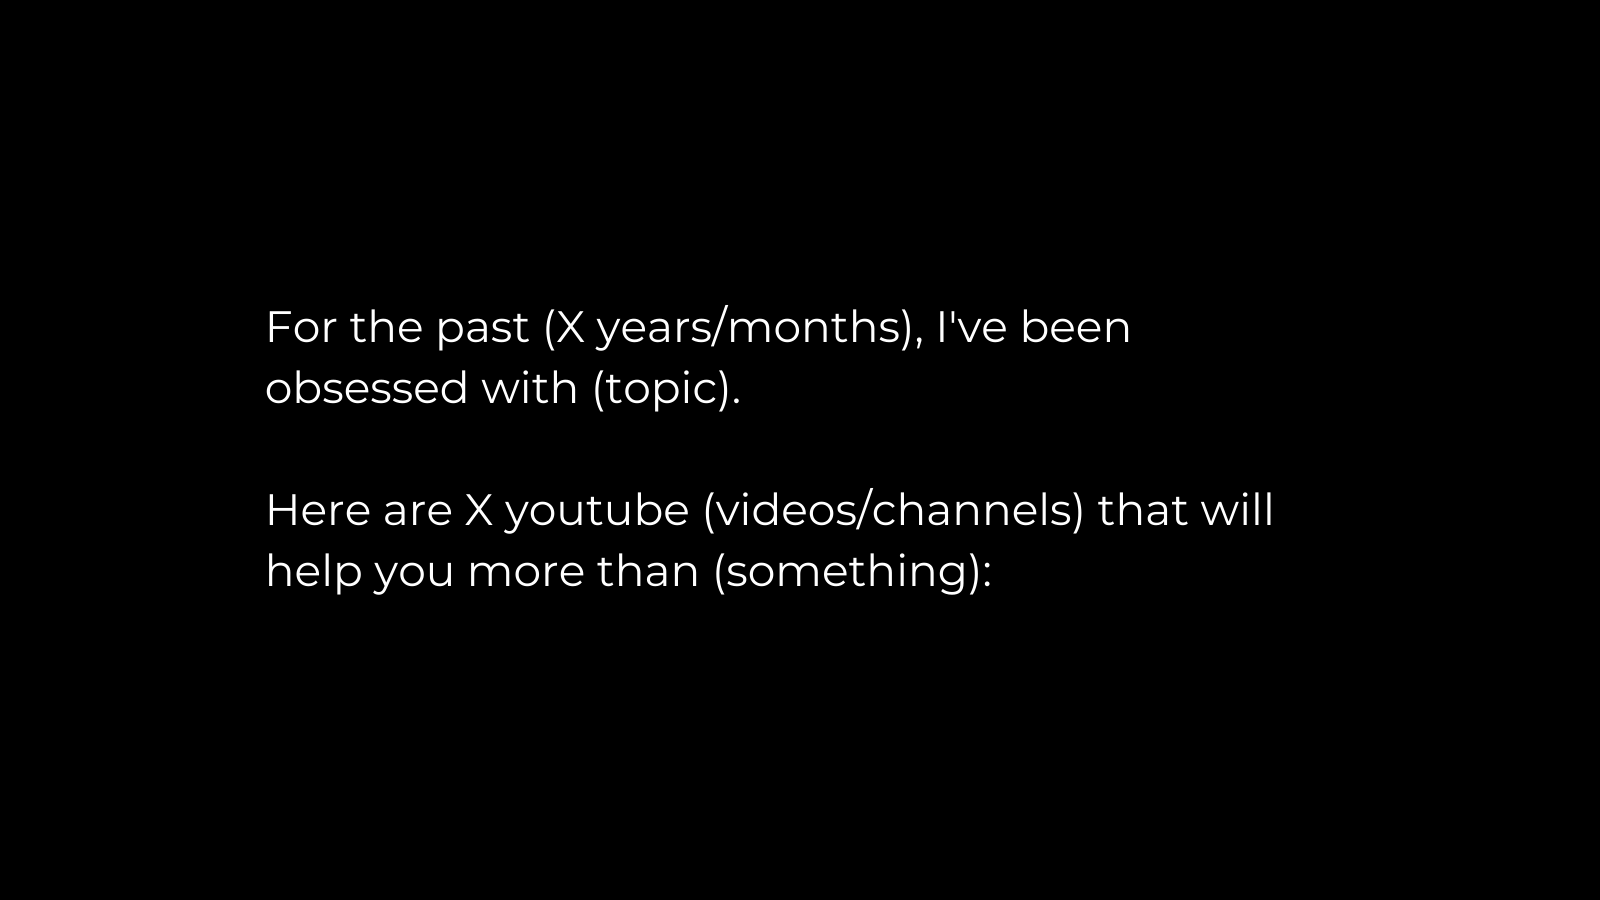 For the past (X years/months), I've been
obsessed with (topic).
Here are X youtube (videos/channels) that will
help you more than (something):